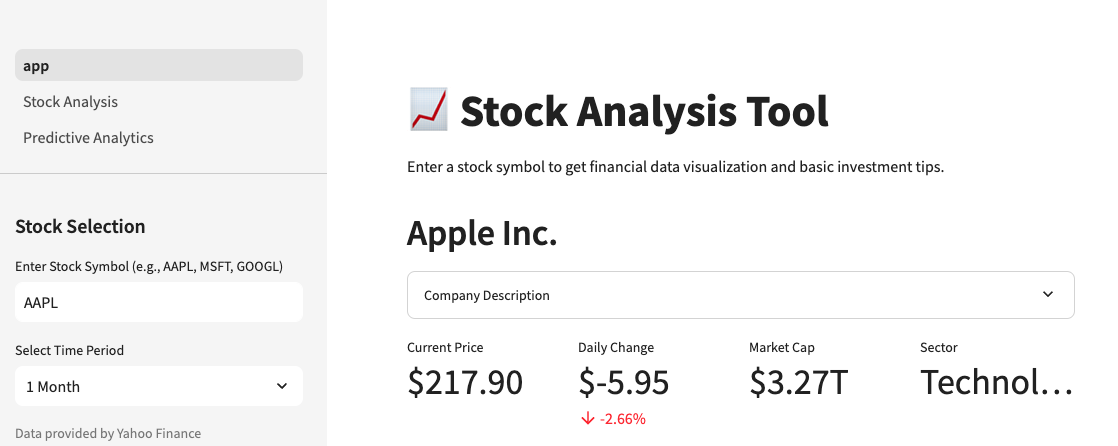 app
Stock Analysis
Predictive Analytics
Stock Selection
Enter Stock Symbol (e.g., AAPL, MSFT, GOOGL)
AAPL
Select Time Period
1 Month
Data provided by Yahoo Finance
Stock Analysis Tool
Enter a stock symbol to get financial data visualization and basic investment tips.
Apple Inc.
Company Description
Current Price Daily Change Market Cap Sector
$217.90 $-5.95 $3.27T Technol…
↓ -2.66%